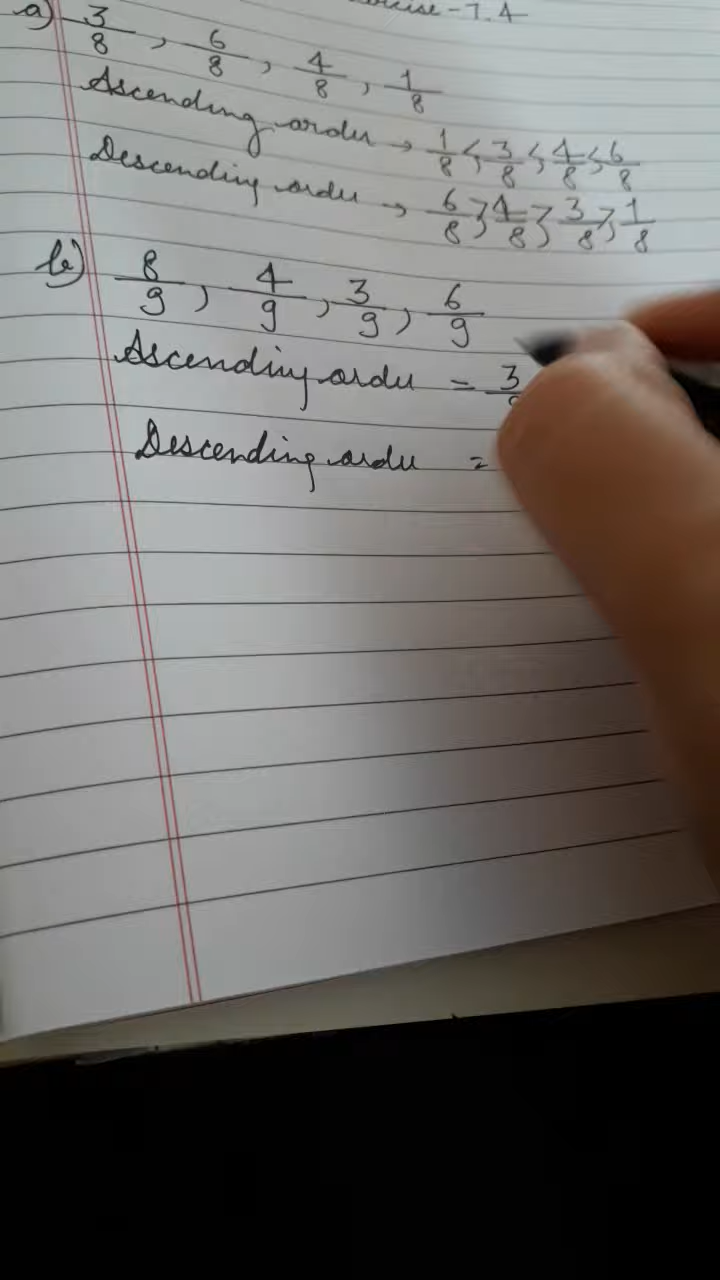 Exercise-7.4
a) 3/8, 6/8, 4/8, 1/8
Ascending order → 1/8 < 3/8 < 4/8 < 6/8
Descending order → 6/8 > 4/8 > 3/8 > 1/8
b) 8/9, 4/9, 3/9, 6/9
Ascending order = 3/9
Descending order =